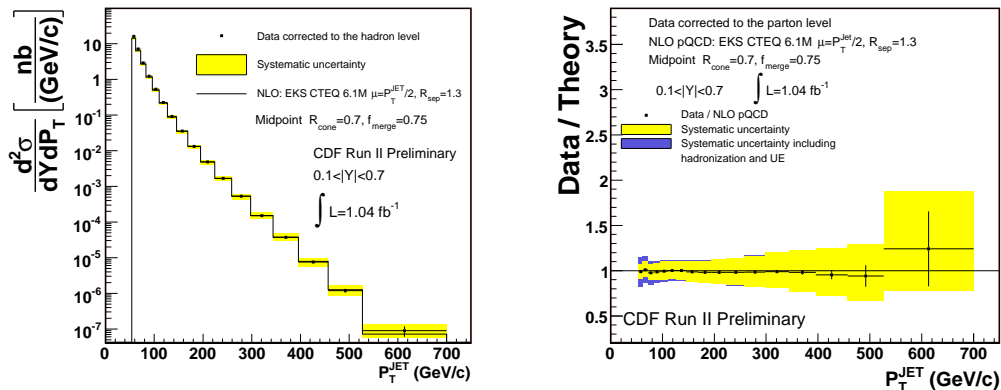 d²σ / dY dP_T [nb / (GeV/c)]
10
1
10⁻¹
10⁻²
10⁻³
10⁻⁴
10⁻⁵
10⁻⁶
10⁻⁷
Data corrected to the hadron level
Systematic uncertainty
NLO: EKS CTEQ 6.1M μ=P_T^JET/2, R_sep=1.3
Midpoint R_cone=0.7, f_merge=0.75
CDF Run II Preliminary
0.1<|Y|<0.7
∫ L=1.04 fb⁻¹
0 100 200 300 400 500 600 700
P_T^JET (GeV/c)
Data / Theory
3.5
3
2.5
2
1.5
1
0.5
Data corrected to the parton level
NLO pQCD: EKS CTEQ 6.1M μ=P_T^Jet/2, R_sep=1.3
Midpoint R_cone=0.7, f_merge=0.75
0.1<|Y|<0.7 ∫ L=1.04 fb⁻¹
Data / NLO pQCD
Systematic uncertainty
Systematic uncertainty including
hadronization and UE
CDF Run II Preliminary
0 100 200 300 400 500 600 700
P_T^JET (GeV/c)